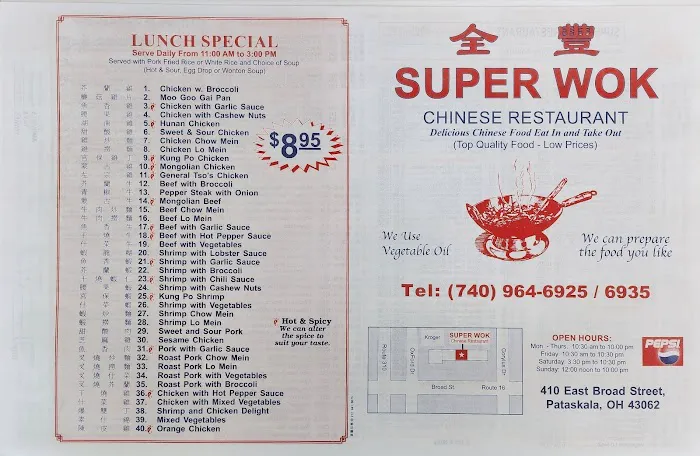 LUNCH SPECIAL
Serve Daily From 11:00 AM to 3:00 PM
Served with Pork Fried Rice or White Rice and Choice of Soup
(Hot & Sour, Egg Drop or Wonton Soup)
1. Chicken w. Broccoli
2. Moo Goo Gai Pan
3. Chicken with Garlic Sauce
4. Chicken with Cashew Nuts
5. Hunan Chicken
6. Sweet & Sour Chicken
7. Chicken Chow Mein
8. Chicken Lo Mein
9. Kung Po Chicken
10. Mongolian Chicken
11. General Tso's Chicken
12. Beef with Broccoli
13. Pepper Steak with Onion
14. Mongolian Beef
15. Beef Chow Mein
16. Beef Lo Mein
17. Beef with Garlic Sauce
18. Beef with Hot Pepper Sauce
19. Beef with Vegetables
20. Shrimp with Lobster Sauce
21. Shrimp with Garlic Sauce
22. Shrimp with Broccoli
23. Shrimp with Chili Sauce
24. Shrimp with Cashew Nuts
25. Kung Po Shrimp
26. Shrimp with Vegetables
27. Shrimp Chow Mein
28. Shrimp Lo Mein
29. Sweet and Sour Pork
30. Sesame Chicken
31. Pork with Garlic Sauce
32. Roast Pork Chow Mein
33. Roast Pork Lo Mein
34. Roast Pork with Vegetables
35. Roast Pork with Broccoli
36. Chicken with Hot Pepper Sauce
37. Chicken with Mixed Vegetables
38. Shrimp and Chicken Delight
39. Mixed Vegetables
40. Orange Chicken
$8.95
Hot & Spicy
We can alter
the spice to
suit your taste.
全 豐
SUPER WOK
CHINESE RESTAURANT
Delicious Chinese Food Eat In and Take Out
(Top Quality Food - Low Prices)
We Use
Vegetable Oil
We can prepare
the food you like
Tel: (740) 964-6925 / 6935
Kroger
SUPER WOK
Chinese Restaurant
Route 310
Oxford Dr
Broad St.
Route 16
OPEN HOURS:
Mon. - Thurs.: 10:30 am to 10:00 pm
Friday: 10:30 am to 10:30 pm
Saturday: 3:30 pm to 10:30 pm
Sunday: 12:00 noon to 10:00 pm
PEPSI
410 East Broad Street,
Pataskala, OH 43062